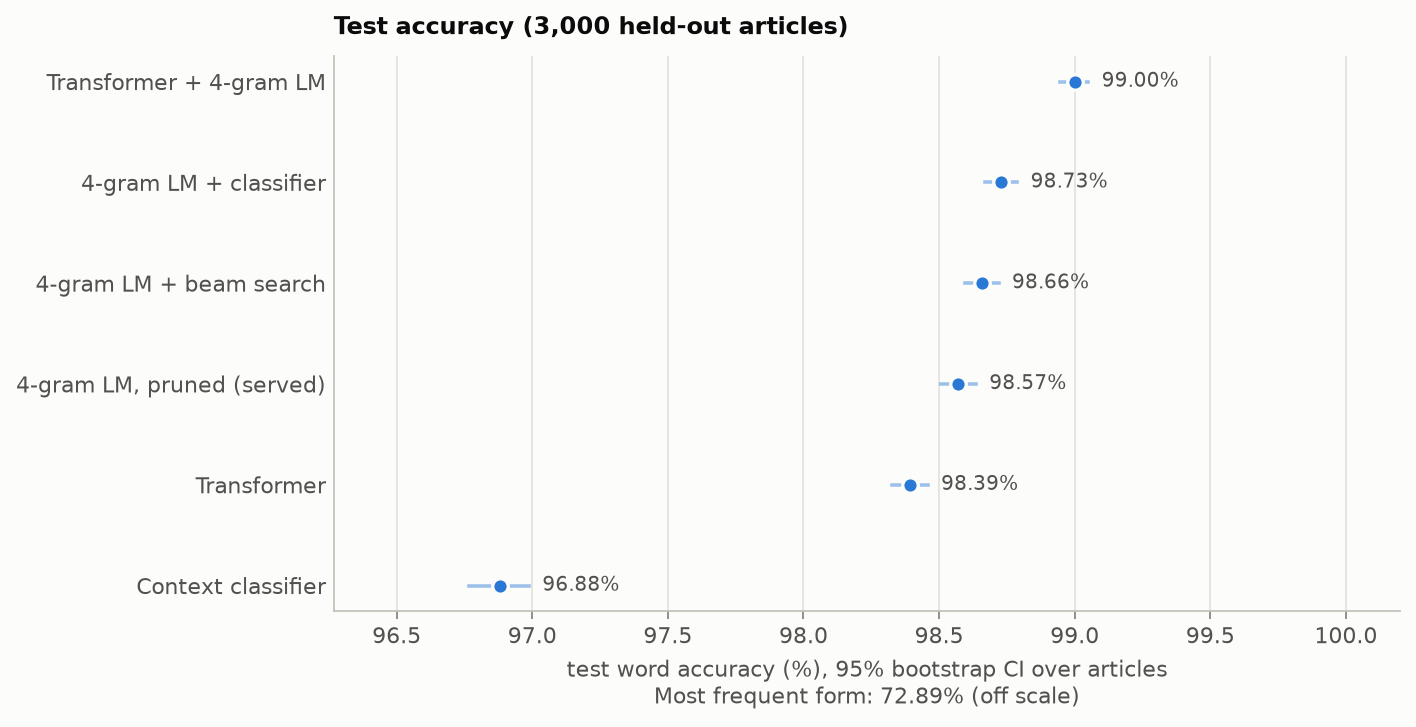 Test accuracy (3,000 held-out articles)
Transformer + 4-gram LM
99.00%
4-gram LM + classifier
98.73%
4-gram LM + beam search
98.66%
4-gram LM, pruned (served)
98.57%
Transformer
98.39%
Context classifier
96.88%
96.5 97.0 97.5 98.0 98.5 99.0 99.5 100.0
test word accuracy (%), 95% bootstrap CI over articles
Most frequent form: 72.89% (off scale)